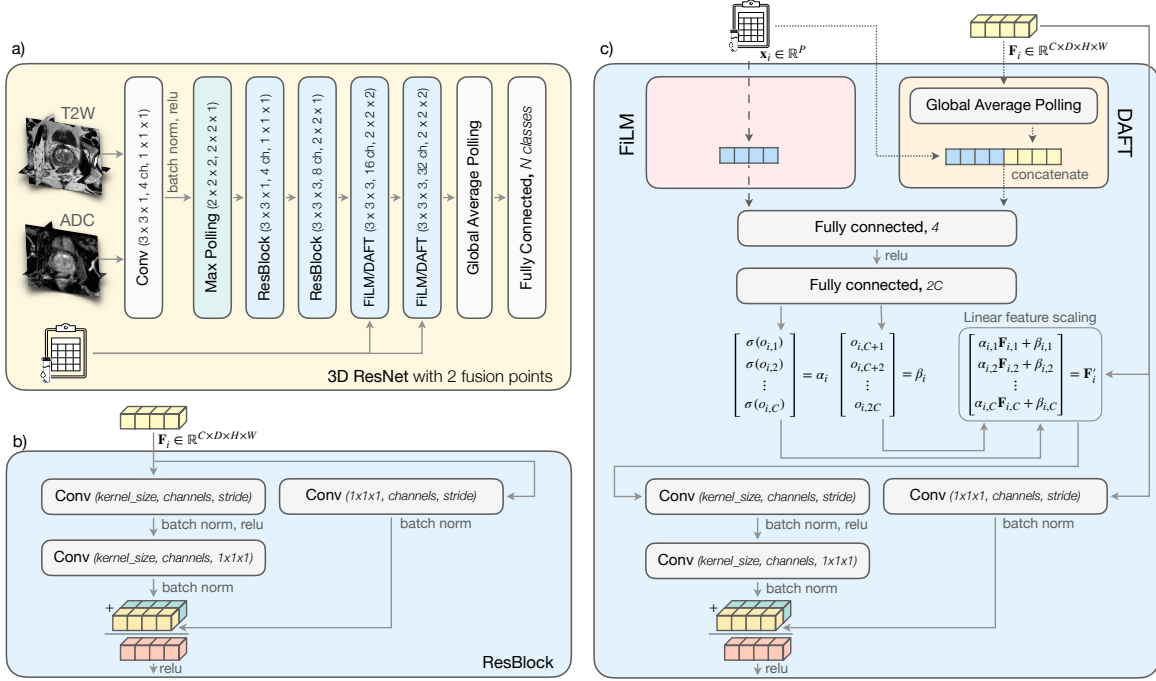 a)
T2W
ADC
Conv (3 x 3 x 1, 4 ch, 1 x 1 x 1)
batch norm, relu
Max Polling (2 x 2 x 2, 2 x 2 x 1)
ResBlock (3 x 3 x 1, 4 ch, 1 x 1 x 1)
ResBlock (3 x 3 x 3, 8 ch, 2 x 2 x 1)
FiLM/DAFT (3 x 3 x 3, 16 ch, 2 x 2 x 2)
FiLM/DAFT (3 x 3 x 3, 32 ch, 2 x 2 x 2)
Global Average Polling
Fully Connected, N classes
3D ResNet with 2 fusion points
b)
F_i ∈ ℝ^{C×D×H×W}
Conv (kernel_size, channels, stride)
Conv (1x1x1, channels, stride)
batch norm, relu
batch norm
Conv (kernel_size, channels, 1x1x1)
batch norm
+
relu
ResBlock
c)
x_i ∈ ℝ^P
F_i ∈ ℝ^{C×D×H×W}
FiLM
Global Average Polling
DAFT
concatenate
Fully connected, 4
relu
Fully connected, 2C
Linear feature scaling
σ(o_{i,1})
σ(o_{i,2})
⋮
σ(o_{i,C})
= α_i
o_{i,C+1}
o_{i,C+2}
⋮
o_{i,2C}
= β_i
α_{i,1}F_{i,1} + β_{i,1}
α_{i,2}F_{i,2} + β_{i,2}
⋮
α_{i,C}F_{i,C} + β_{i,C}
= F′_i
Conv (kernel_size, channels, stride)
Conv (1x1x1, channels, stride)
batch norm, relu
batch norm
Conv (kernel_size, channels, 1x1x1)
batch norm
+
relu